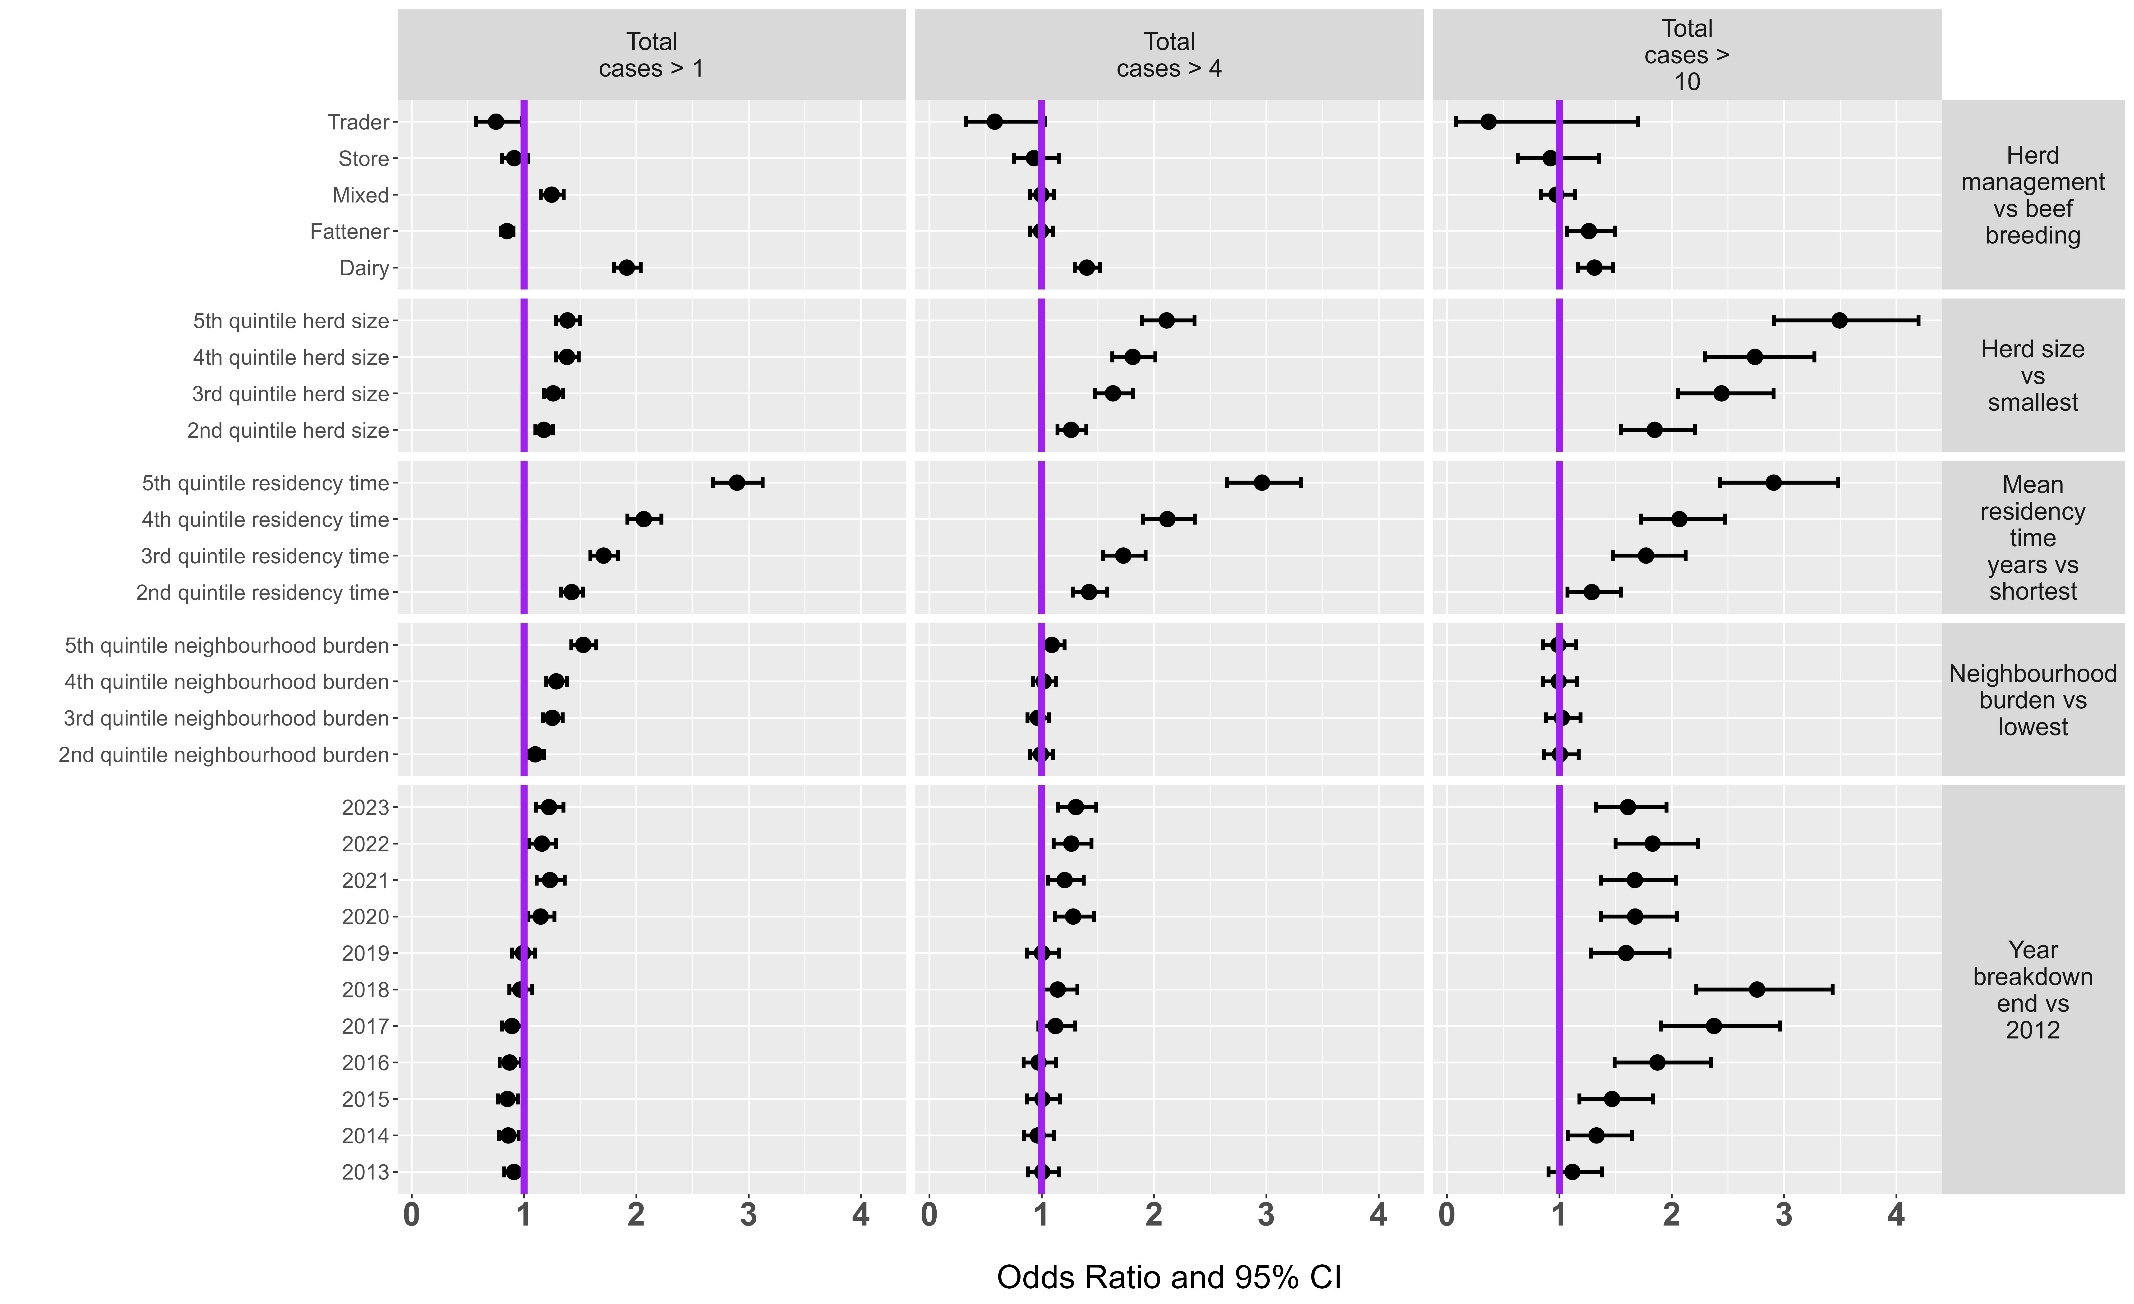 Total
cases > 1
Total
cases > 4
Total
cases >
10
Trader
Store
Mixed
Fattener
Dairy
Herd
management
vs beef
breeding
5th quintile herd size
4th quintile herd size
3rd quintile herd size
2nd quintile herd size
Herd size
vs
smallest
5th quintile residency time
4th quintile residency time
3rd quintile residency time
2nd quintile residency time
Mean
residency
time
years vs
shortest
5th quintile neighbourhood burden
4th quintile neighbourhood burden
3rd quintile neighbourhood burden
2nd quintile neighbourhood burden
Neighbourhood
burden vs
lowest
2023
2022
2021
2020
2019
2018
2017
2016
2015
2014
2013
Year
breakdown
end vs
2012
0 1 2 3 4
0 1 2 3 4
0 1 2 3 4
Odds Ratio and 95% CI